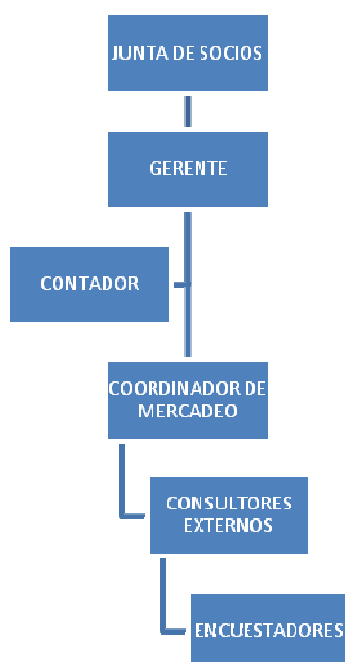 JUNTA DE SOCIOS
GERENTE
CONTADOR
COORDINADOR DE
MERCADEO
CONSULTORES
EXTERNOS
ENCUESTADORES